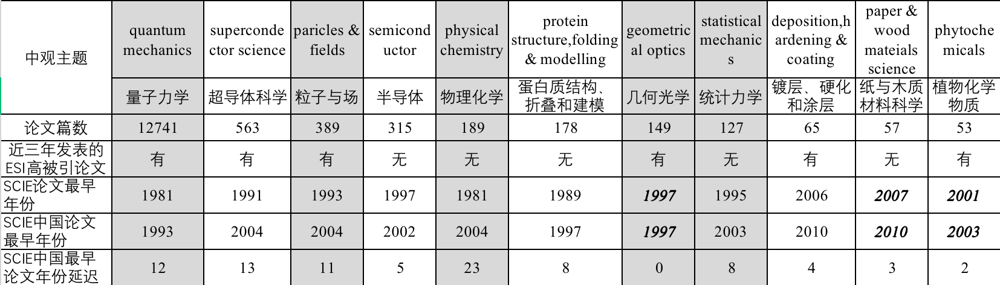 中观主题
quantum
mechanics
superconde
ctor science
paricles &
fields
semicond
uctor
physical
chemistry
protein
structure,folding
& modelling
geometric
al optics
statistical
mechanic
s
deposition,h
ardening &
coating
paper &
wood
mateials
science
phytoche
micals
量子力学
超导体科学
粒子与场
半导体
物理化学
蛋白质结构、
折叠和建模
几何光学
统计力学
镀层、硬化
和涂层
纸与木质
材料科学
植物化学
物质
论文篇数 12741 563 389 315 189 178 149 127 65 57 53
近三年发表的
ESI高被引论文
有 有 有 无 无 无 有 无 有 无 有
SCIE论文最早
年份
1981 1991 1993 1997 1981 1989 1997 1995 2006 2007 2001
SCIE中国论文
最早年份
1993 2004 2004 2002 2004 1997 1997 2003 2010 2010 2003
SCIE中国最早
论文年份延迟
12 13 11 5 23 8 0 8 4 3 2